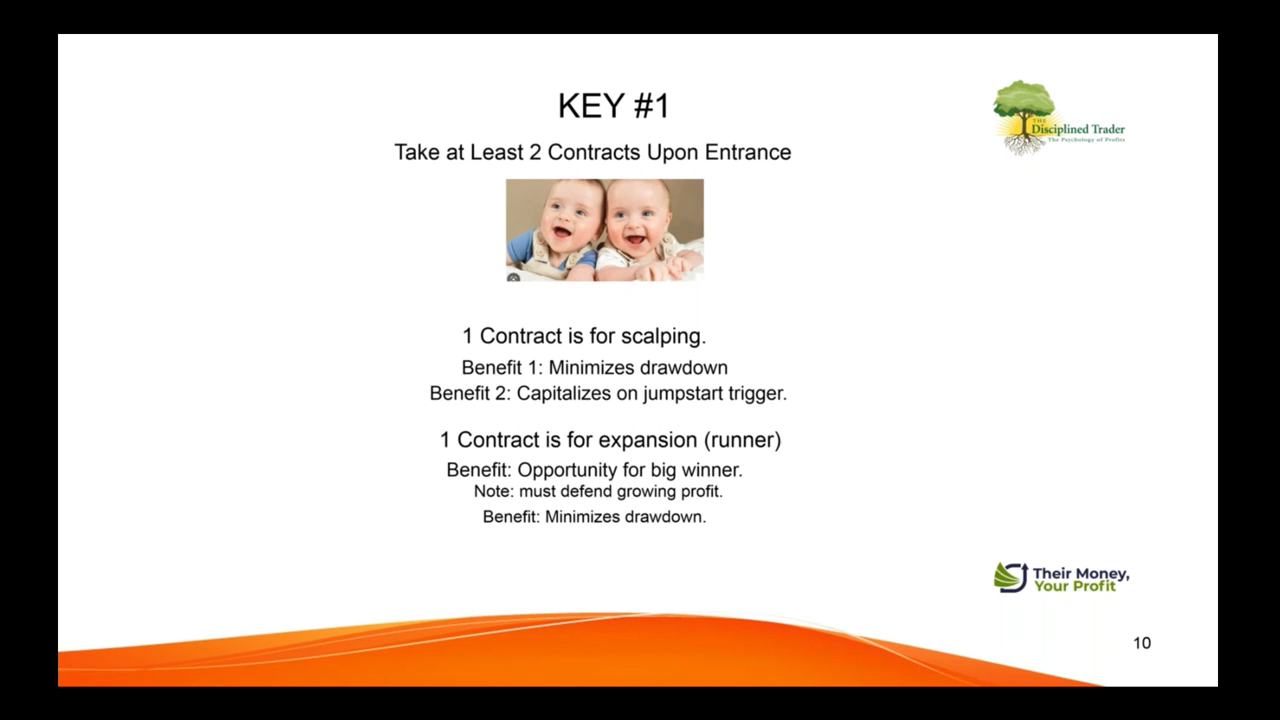 KEY #1
THE
Disciplined Trader
The Psychology of Profits
Take at Least 2 Contracts Upon Entrance
1 Contract is for scalping.
Benefit 1: Minimizes drawdown
Benefit 2: Capitalizes on jumpstart trigger.
1 Contract is for expansion (runner)
Benefit: Opportunity for big winner.
Note: must defend growing profit.
Benefit: Minimizes drawdown.
Their Money,
Your Profit
10